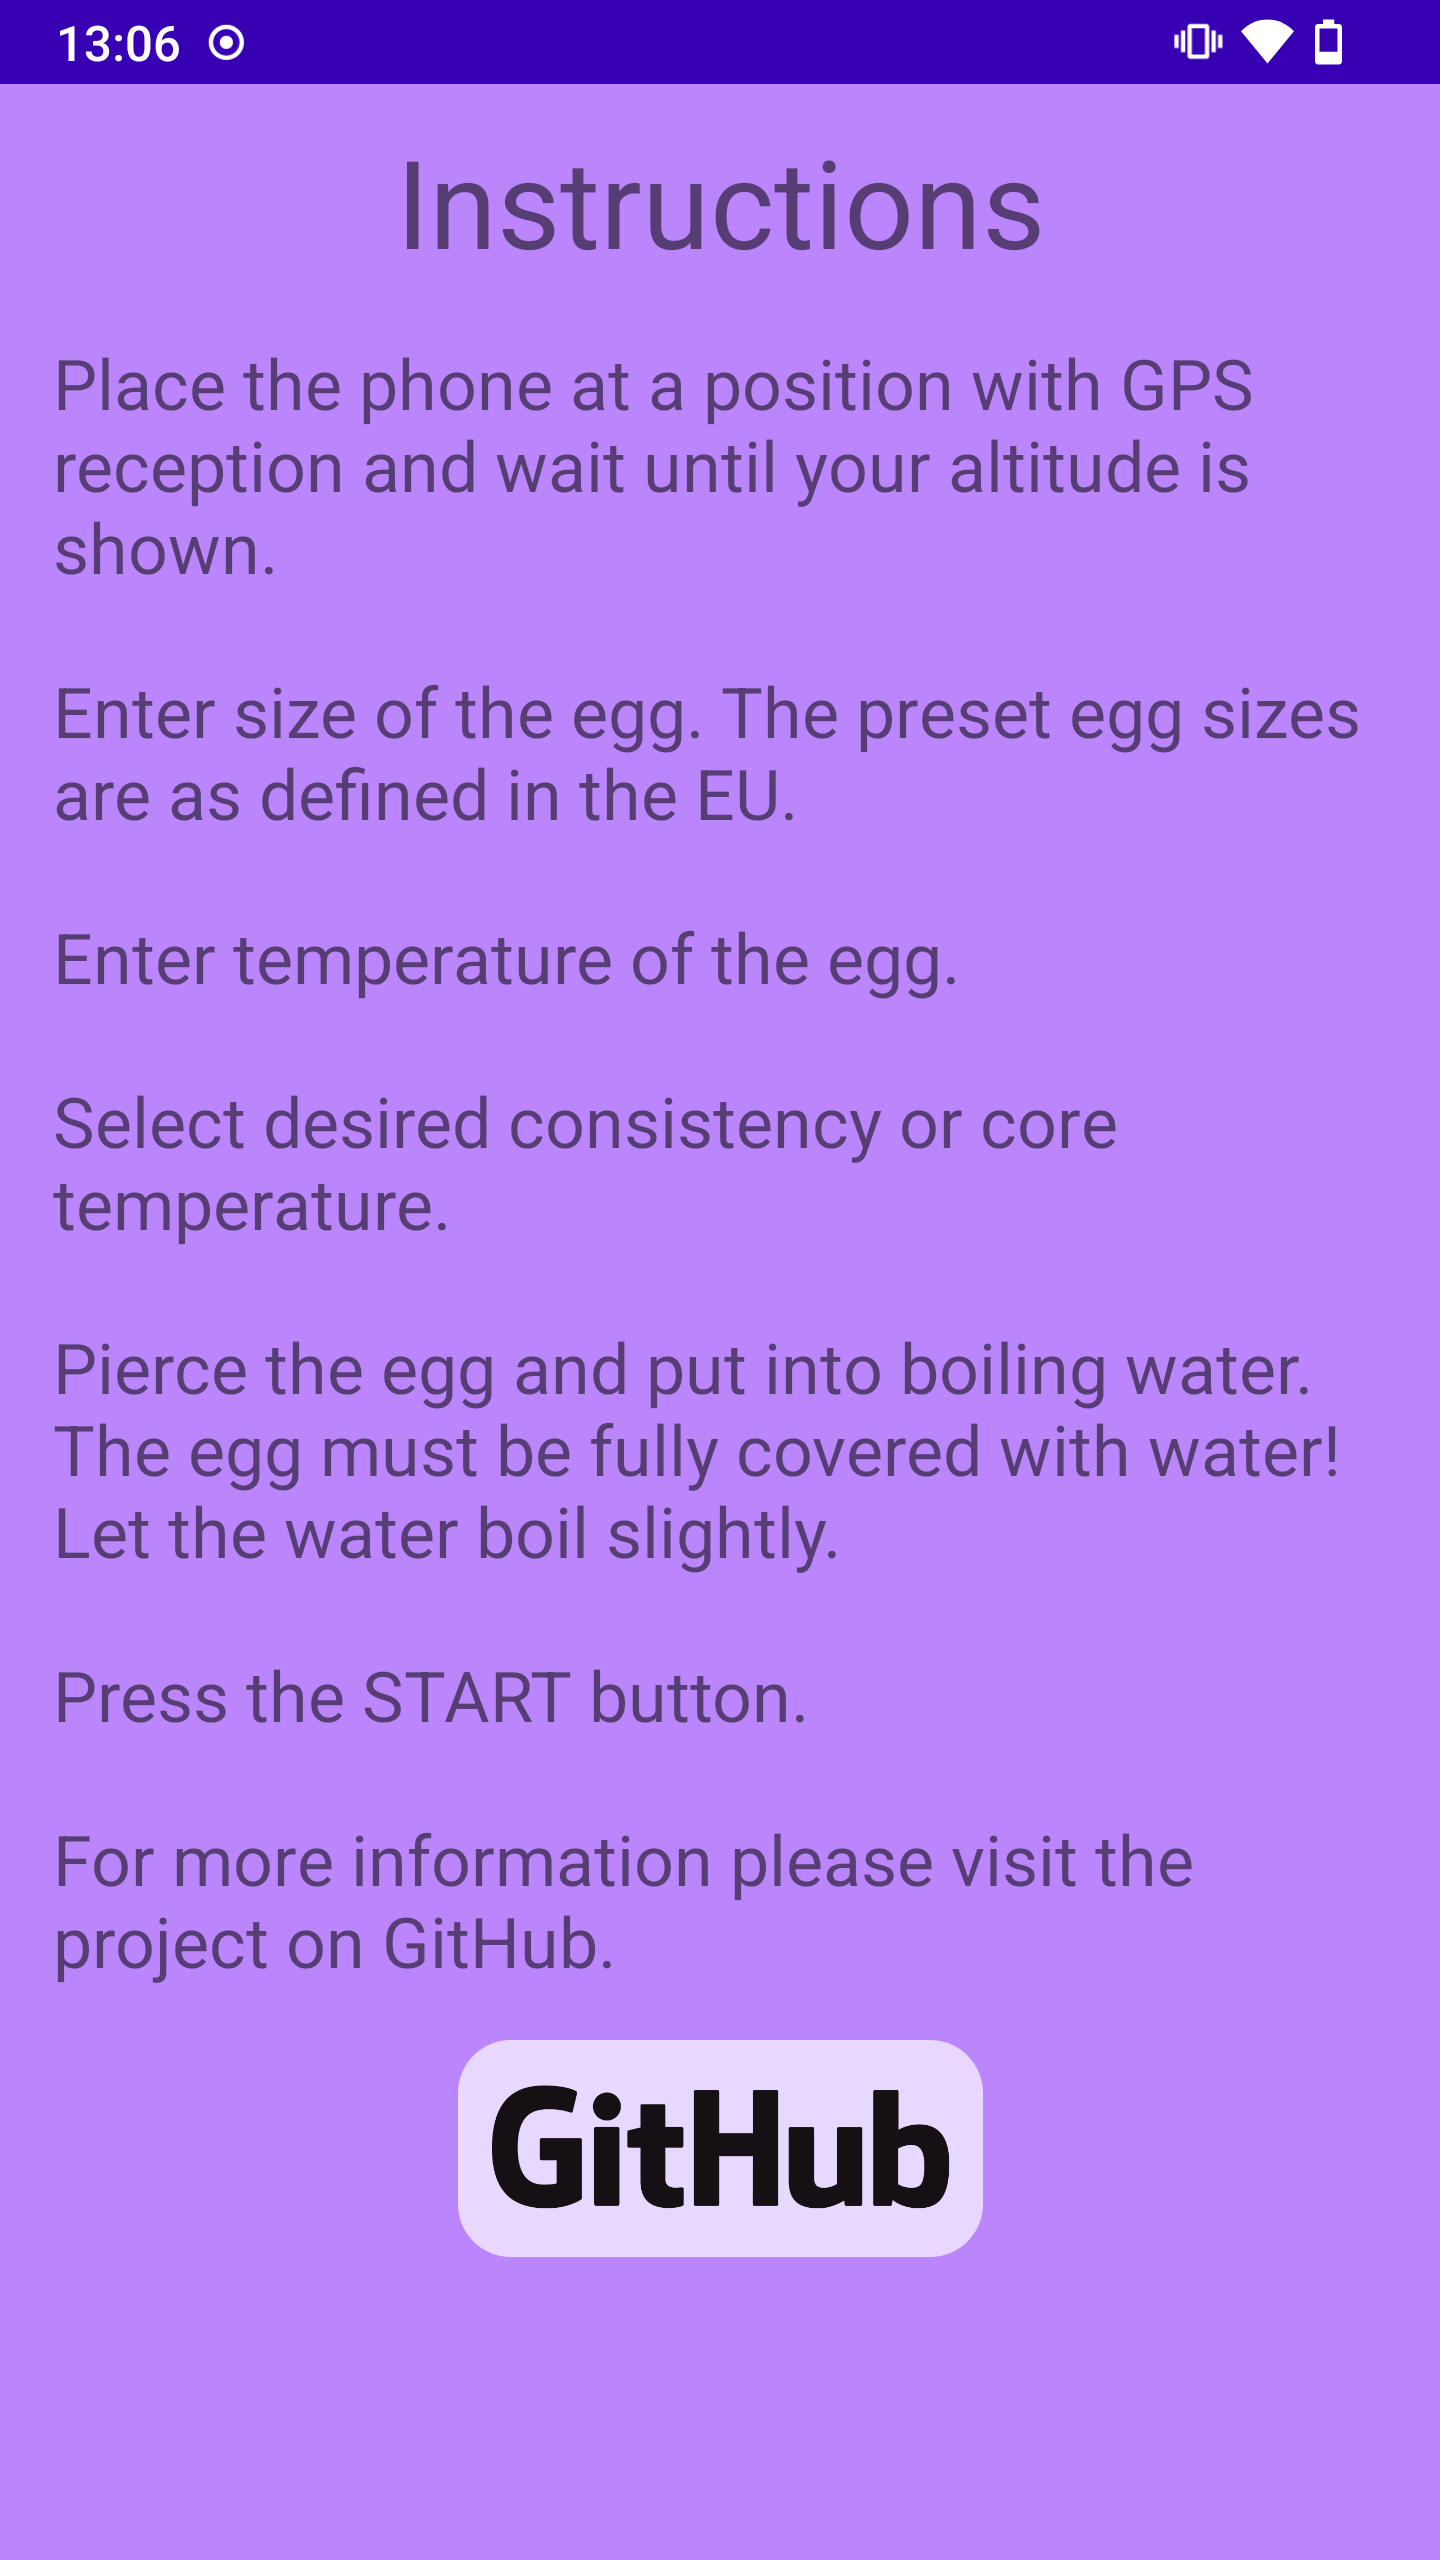 13:06
Instructions
Place the phone at a position with GPS
reception and wait until your altitude is
shown.
Enter size of the egg. The preset egg sizes
are as defined in the EU.
Enter temperature of the egg.
Select desired consistency or core
temperature.
Pierce the egg and put into boiling water.
The egg must be fully covered with water!
Let the water boil slightly.
Press the START button.
For more information please visit the
project on GitHub.
GitHub